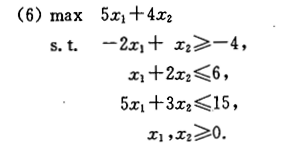 (6) max 5x₁+4x₂
s.t. −2x₁+ x₂≥−4,
x₁+2x₂≤6,
5x₁+3x₂≤15,
x₁,x₂≥0.